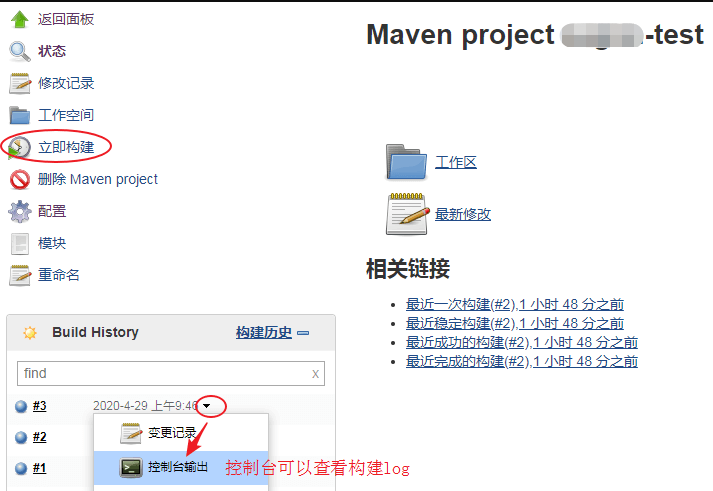 返回面板
状态
修改记录
工作空间
立即构建
删除 Maven project
配置
模块
重命名
Build History 构建历史
find x
#3 2020-4-29 上午9:46
#2
#1
变更记录
控制台输出
控制台可以查看构建log
Maven project -test
工作区
最新修改
相关链接
最近一次构建(#2),1 小时 48 分之前
最近稳定构建(#2),1 小时 48 分之前
最近成功的构建(#2),1 小时 48 分之前
最近完成的构建(#2),1 小时 48 分之前